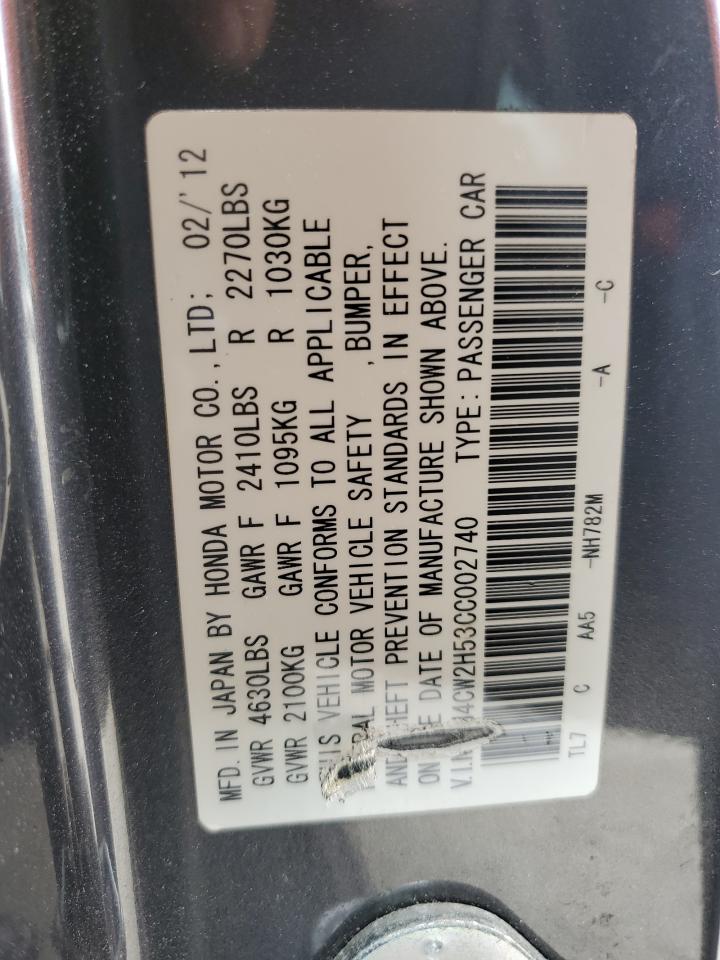 MFD. IN JAPAN BY HONDA MOTOR CO.,LTD; 02/'12
GVWR 4630LBS GAWR F 2410LBS R 2270LBS
GVWR 2100KG GAWR F 1095KG R 1030KG
VEHICLE CONFORMS TO ALL APPLICABLE
MOTOR VEHICLE SAFETY ,BUMPER,
AND PREVENTION STANDARDS IN EFFECT
ON DATE OF MANUFACTURE SHOWN ABOVE.
4CW2H53CC002740 TYPE:PASSENGER CAR
TL7 C AA5 -NH782M -A -C